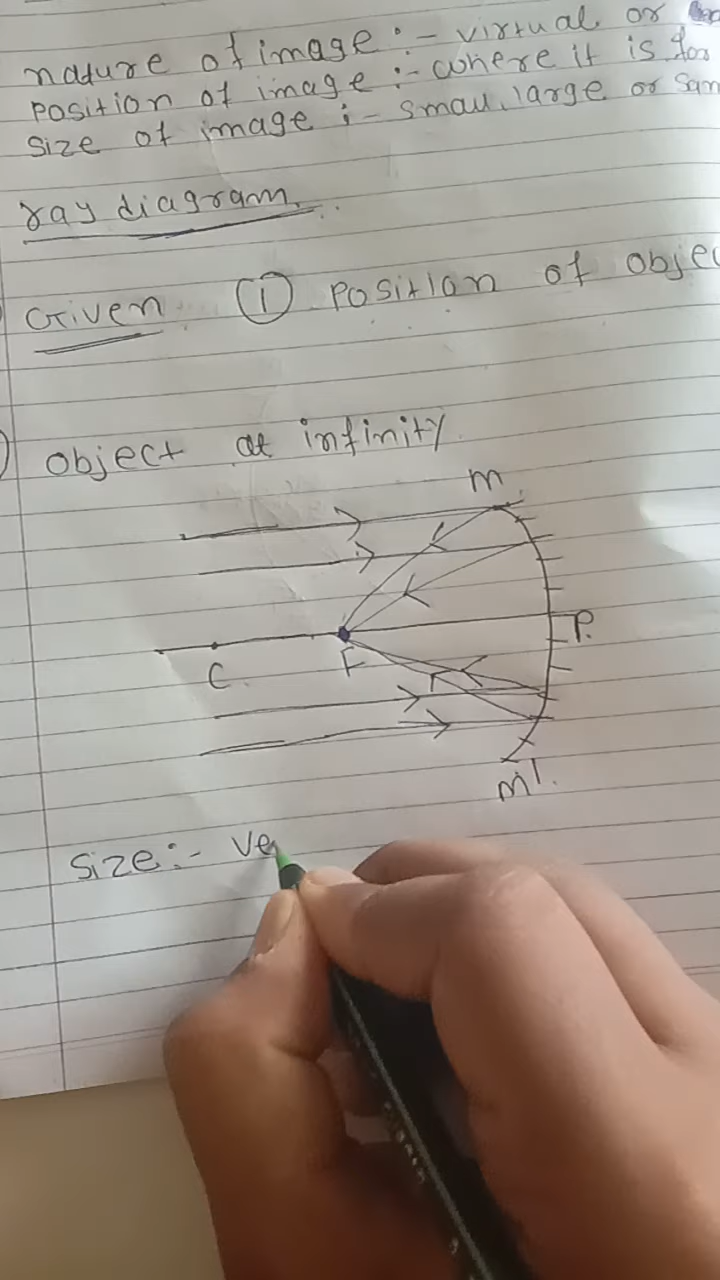 nature of image :- virtual or
Position of image :- where it is for
Size of image :- small, large or sam
ray diagram.
Given ① Position of objec
object at infinity
M
P.
F
C
M'.
Size :- Ve